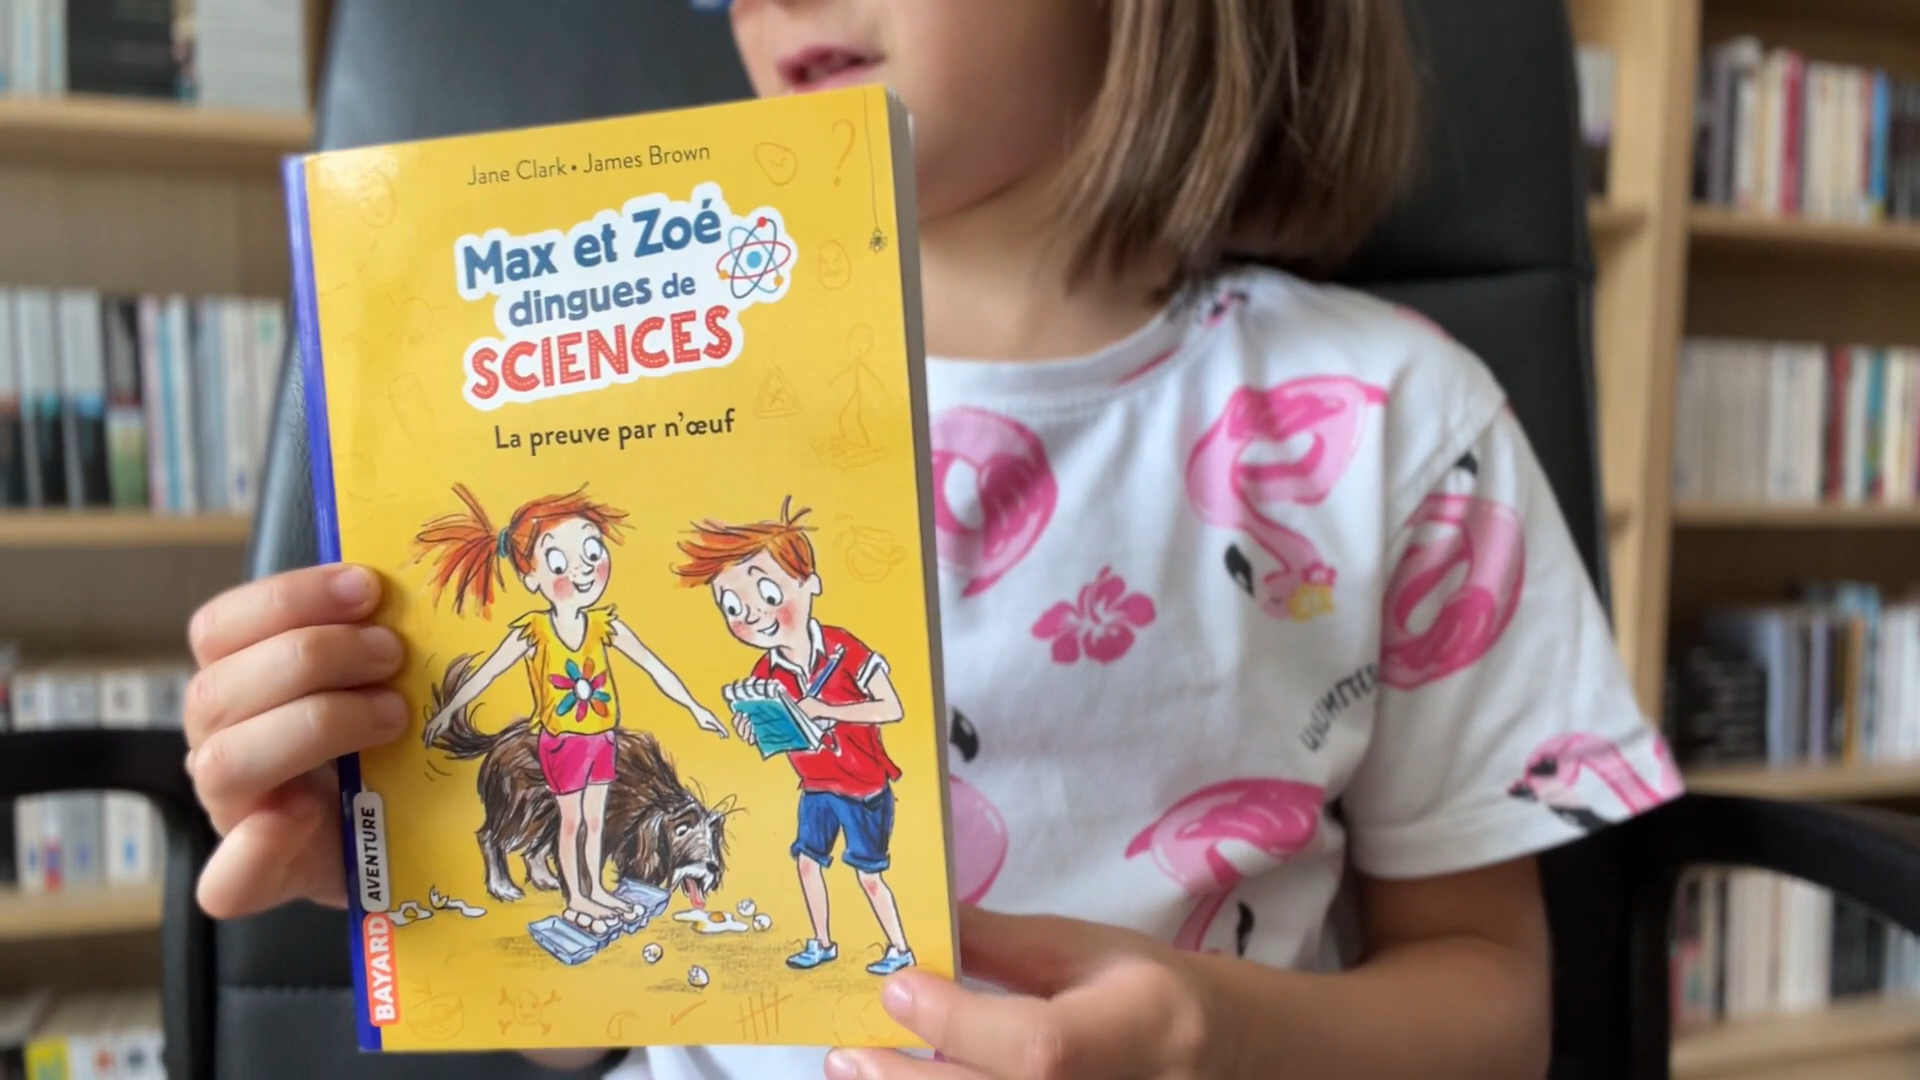 Jane Clark • James Brown
Max et Zoé
dingues de
SCIENCES
La preuve par n'œuf
AVENTURE
BAYARD